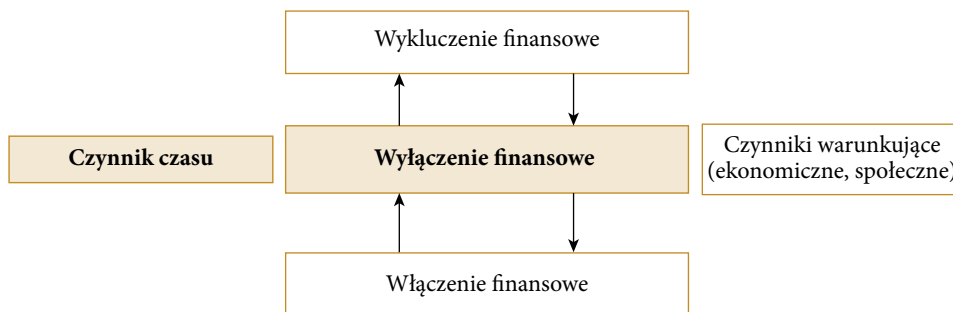 Wykluczenie finansowe
Czynnik czasu
Wyłączenie finansowe
Czynniki warunkujące
(ekonomiczne, społeczne)
Włączenie finansowe